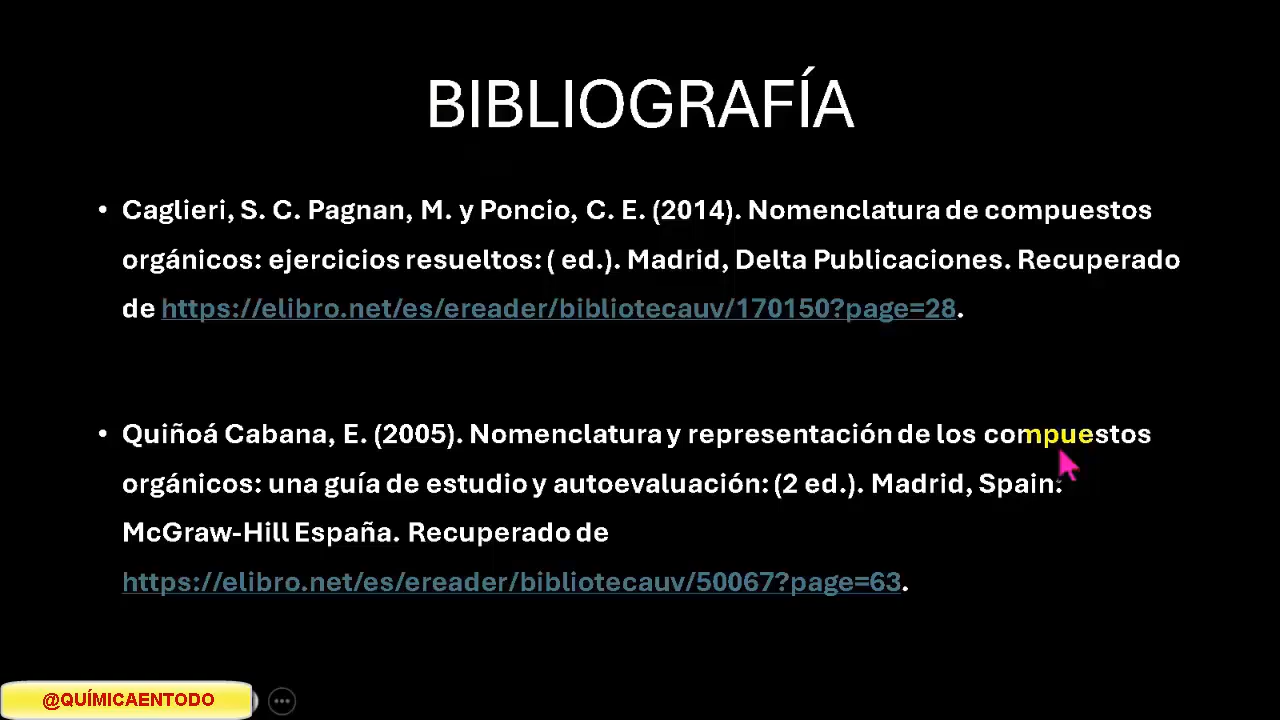 BIBLIOGRAFÍA
• Caglieri, S. C. Pagnan, M. y Poncio, C. E. (2014). Nomenclatura de compuestos
orgánicos: ejercicios resueltos: ( ed.). Madrid, Delta Publicaciones. Recuperado
de https://elibro.net/es/ereader/bibliotecauv/170150?page=28.
• Quiñoá Cabana, E. (2005). Nomenclatura y representación de los compuestos
orgánicos: una guía de estudio y autoevaluación: (2 ed.). Madrid, Spain:
McGraw-Hill España. Recuperado de
https://elibro.net/es/ereader/bibliotecauv/50067?page=63.
@QUÍMICAENTODO